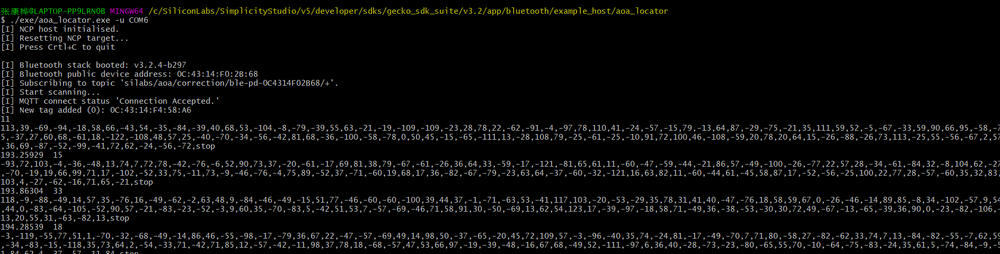 张康桦@LAPTOP-PP9LRN0B MINGW64 /c/SiliconLabs/SimplicityStudio/v5/developer/sdks/gecko_sdk_suite/v3.2/app/bluetooth/example_host/aoa_locator
$ ./exe/aoa_locator.exe -u COM6
[I] NCP host initialised.
[I] Resetting NCP target...
[I] Press Crtl+C to quit
[I] Bluetooth stack booted: v3.2.4-b297
[I] Bluetooth public device address: 0C:43:14:F0:2B:68
[I] Subscribing to topic 'silabs/aoa/correction/ble-pd-0C4314F02B68/+'.
[I] Start scanning...
[I] MQTT connect status 'Connection Accepted.'
[I] New tag added (0): 0C:43:14:F4:58:A6
11
113,39,-69,-94,-18,58,66,-43,54,-35,-84,-39,40,68,53,-104,-8,-79,-39,55,63,-21,-19,-109,-109,-23,28,78,22,-62,-91,-4,-97,78,110,41,-24,-57,-15,79,-13,64,87,-29,-75,-21,35,111,59,52,-5,-67,-33,59,90,66,95,-58,-7
5,-37,27,60,68,-61,18,-122,-108,48,57,25,-40,-70,-34,-56,-42,81,68,-36,-100,-58,-78,0,50,45,-15,-65,-111,13,-28,108,79,-25,-61,-25,-10,91,72,100,46,-108,-59,20,78,20,64,15,-26,-88,-26,73,113,-25,55,-56,-67,2,57
,36,69,-87,-52,-99,-41,72,62,-24,-56,-72,stop
193.25929  15
-93,72,103,-4,-36,-48,13,74,7,72,78,-42,-76,-6,52,90,73,37,-20,-61,-17,69,81,38,79,-67,-61,-26,36,64,33,-59,-17,-121,-81,65,61,11,-60,-47,-59,-44,-21,86,57,-49,-100,-26,-77,22,57,28,-34,-61,-84,32,-8,104,62,-27
,-70,-19,19,66,99,71,17,-102,-52,33,75,-11,73,-9,-46,-76,-4,75,89,-52,37,-71,-60,19,68,17,36,-82,-67,-79,-23,63,64,-37,-60,-32,-121,16,63,82,11,-60,-44,61,-45,58,87,17,-52,-56,-25,100,22,77,28,-57,-60,35,32,83,
103,4,-27,-62,-16,71,65,-21,stop
193.86304  33
118,-9,-88,-49,14,57,35,-76,16,-49,-62,-2,63,48,9,-84,-46,-49,-15,51,77,-46,-60,-60,-100,39,44,37,-1,-71,-63,53,-41,117,103,-20,-53,-29,35,78,31,41,40,-47,-76,18,58,59,67,0,-26,-46,-14,89,85,-8,34,-102,-57,9,54
,44,0,-83,-64,-105,-52,90,57,-21,-83,-23,-52,-3,9,60,35,-70,-83,5,-42,51,53,7,-57,-69,-46,71,58,91,30,-50,-69,13,62,54,123,17,-39,-97,-18,58,71,-49,36,-38,-53,-30,30,72,49,-67,-13,-65,-39,36,90,0,-23,-82,-106,-
13,20,55,31,-63,-82,13,stop
194.28539  18
-3,-119,-55,77,51,1,-70,-32,-68,-49,-14,86,46,-55,-98,-17,-79,36,67,22,-47,-57,-69,49,14,98,50,-37,-65,-20,45,72,109,57,-3,-96,-40,35,74,-24,81,-17,-49,-70,7,71,80,-58,27,-82,-62,33,74,7,13,-84,-82,-55,-7,62,59
,-34,-83,-15,-118,35,73,64,2,-54,-33,71,-42,71,85,12,-57,-42,-11,98,37,78,18,-68,-57,47,53,66,97,-19,-39,-48,-16,67,68,-49,52,-111,-97,6,36,40,-28,-73,-23,-80,-65,55,70,-10,-64,-75,-83,-24,35,61,5,-74,-84,-9,-5